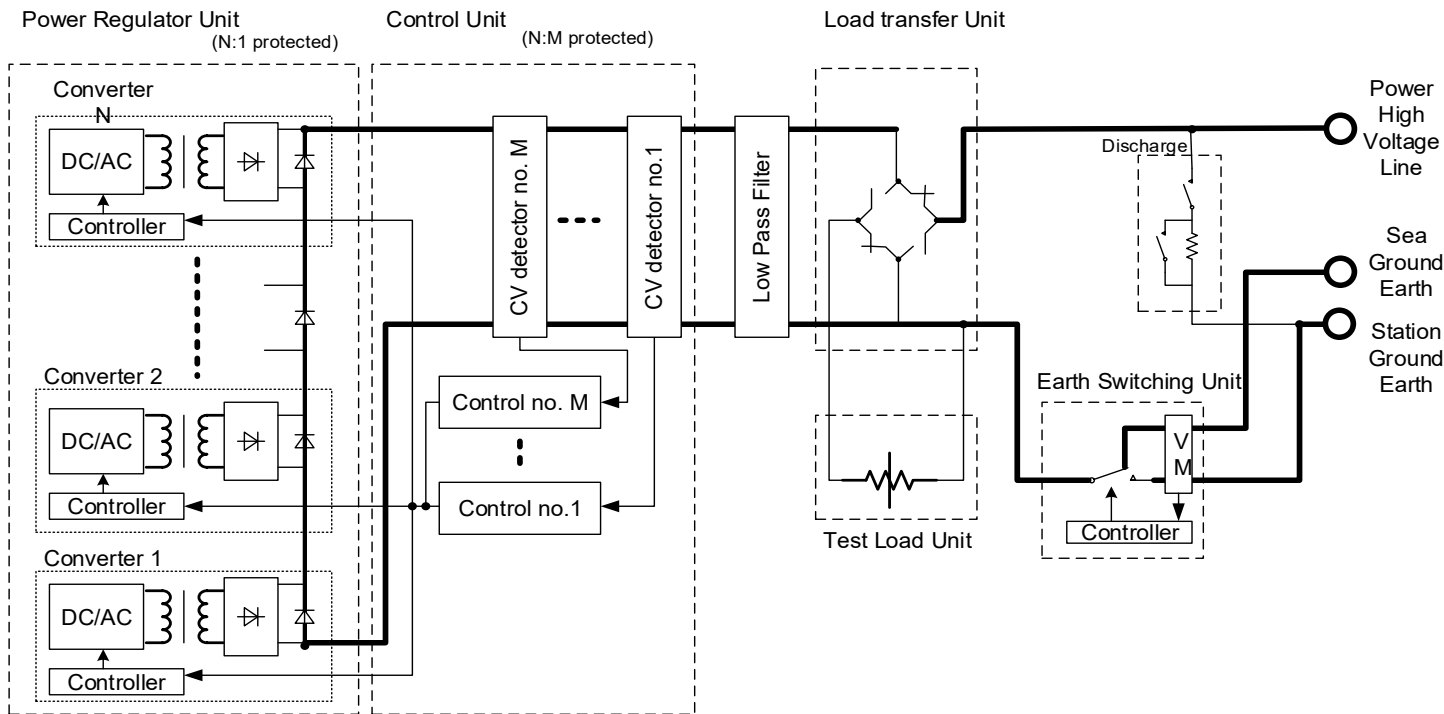 Power Regulator Unit
(N:1 protected)
Control Unit
(N:M protected)
Load transfer Unit
Converter
N
DC/AC
Controller
CV detector no. M
CV detector no.1
Low Pass Filter
Discharge
Power
High
Voltage
Line
Sea
Ground
Earth
Station
Ground
Earth
Converter 2
DC/AC
Controller
Control no. M
Control no.1
Test Load Unit
Earth Switching Unit
V
M
Controller
Converter 1
DC/AC
Controller